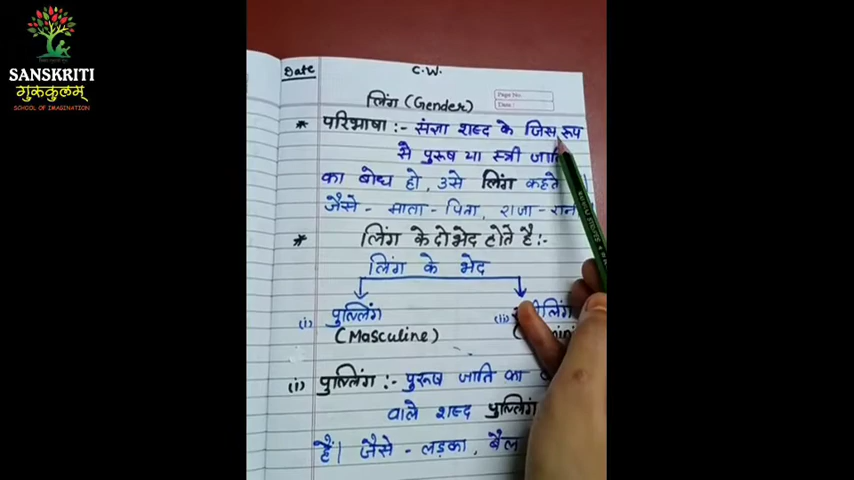 SANSKRITI
गुरुकुलम्
SCHOOL OF IMAGINATION
Date
C.W.
Page No.
Date
लिंग (Gender)
* परिभाषा :- संज्ञा शब्द के जिस रूप
से पुरूष या स्त्री जाति
का बोध हो, उसे लिंग कहते
जैसे - माता - पिता, राजा -
* लिंग के दो भेद होते है :-
लिंग के भेद
(i) पुल्लिंग (ii)
(Masculine)
(i) पुल्लिंग :- पुरूष जाति का
वाले शब्द पुल्लिंग
हैं। जैसे - लड़का, बैल